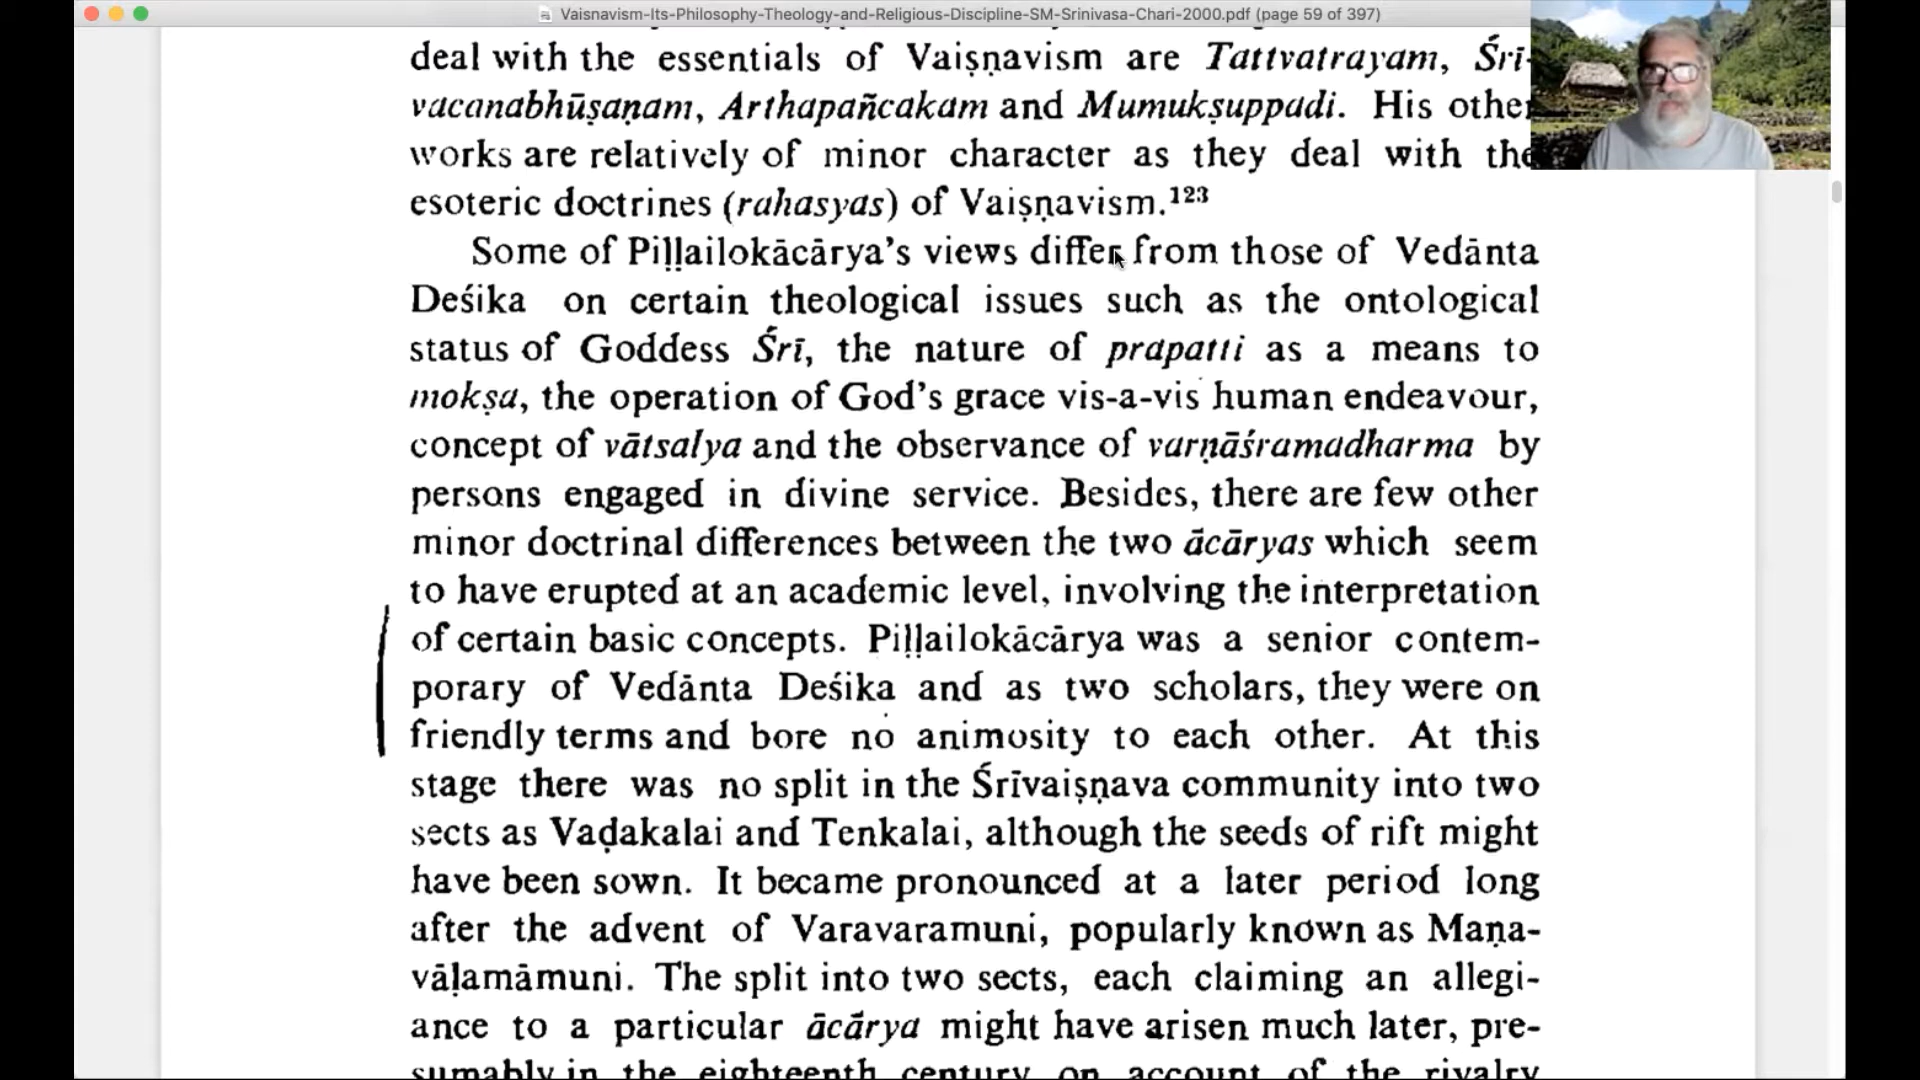 Vaisnavism-Its-Philosophy-Theology-and-Religious-Discipline-SM-Srinivasa-Chari-2000.pdf (page 59 of 397)
deal with the essentials of Vaiṣṇavism are Tattvatrayam, Śrī-
vacanabhūṣaṇam, Arthapañcakam and Mumukṣuppadi. His other
works are relatively of minor character as they deal with the
esoteric doctrines (rahasyas) of Vaiṣṇavism.¹²³
Some of Piḷḷailokācārya's views differ from those of Vedānta
Deśika on certain theological issues such as the ontological
status of Goddess Śrī, the nature of prapatti as a means to
mokṣa, the operation of God's grace vis-a-vis human endeavour,
concept of vātsalya and the observance of varṇāśramadharma by
persons engaged in divine service. Besides, there are few other
minor doctrinal differences between the two ācāryas which seem
to have erupted at an academic level, involving the interpretation
of certain basic concepts. Piḷḷailokācārya was a senior contem-
porary of Vedānta Deśika and as two scholars, they were on
friendly terms and bore no animosity to each other. At this
stage there was no split in the Śrīvaiṣṇava community into two
sects as Vaḍakalai and Tenkalai, although the seeds of rift might
have been sown. It became pronounced at a later period long
after the advent of Varavaramuni, popularly known as Maṇa-
vāḷamāmuni. The split into two sects, each claiming an allegi-
ance to a particular ācārya might have arisen much later, pre-
sumably in the eighteenth century on account of the rivalry